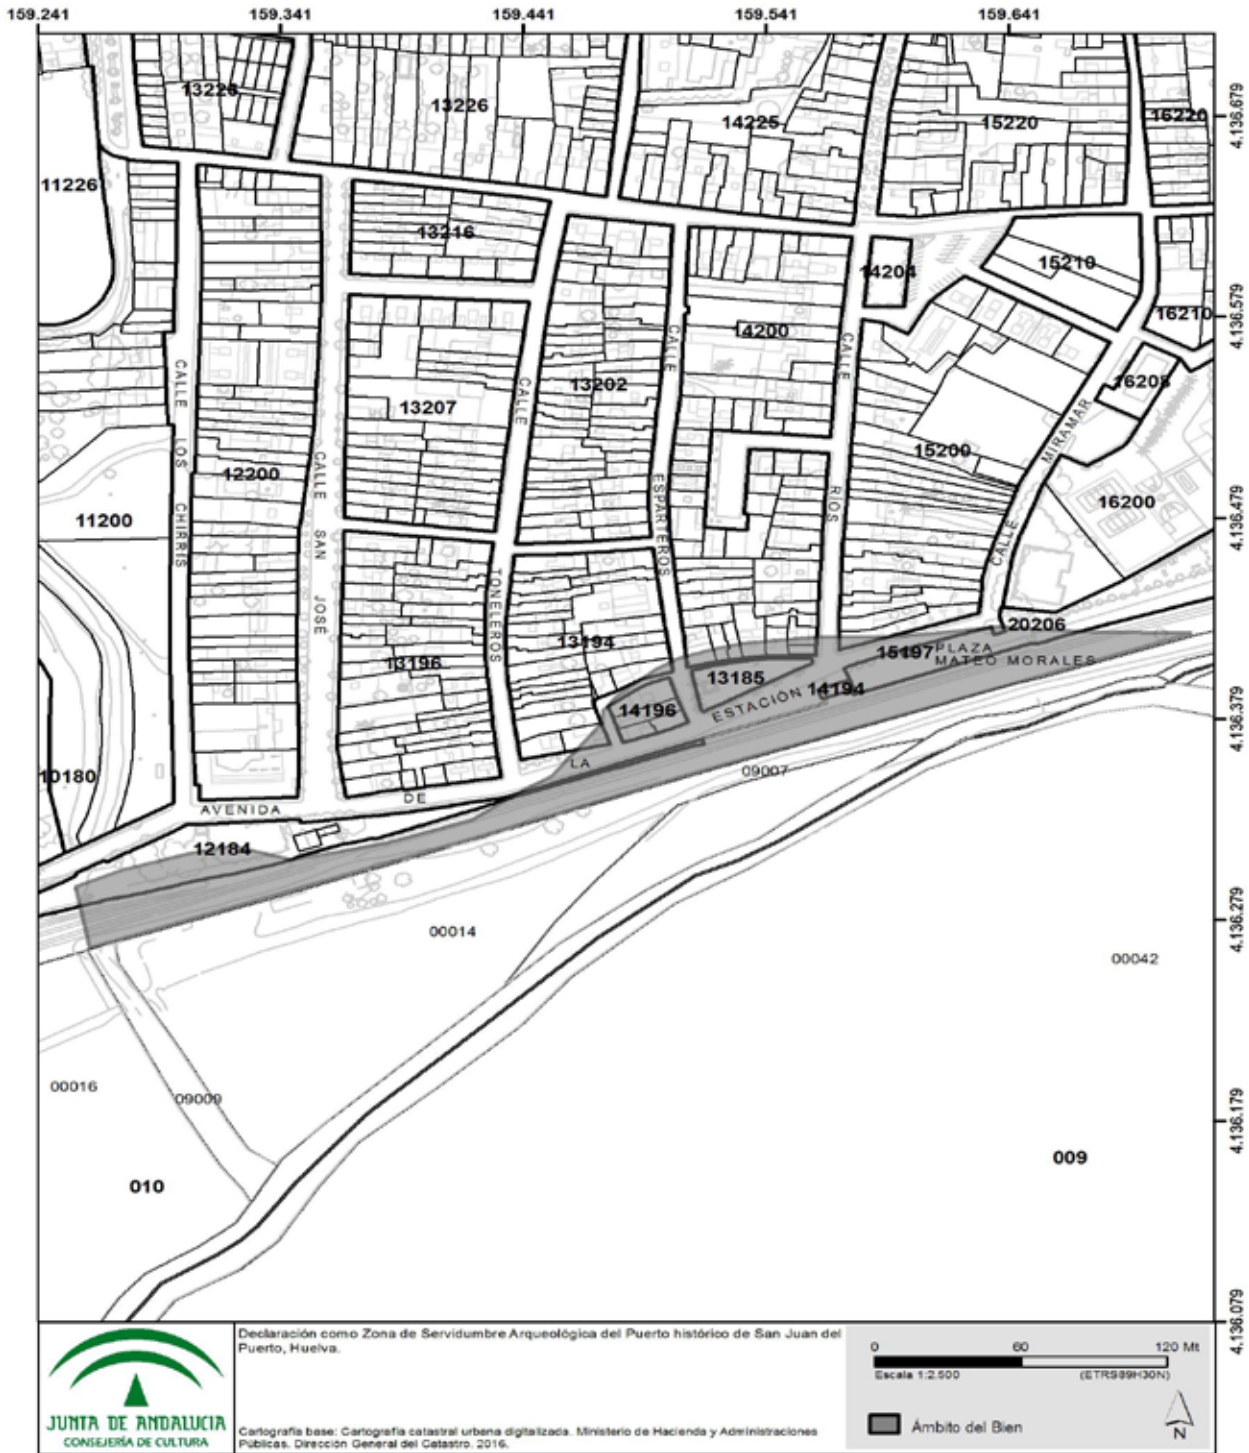 159.241 159.341 159.441 159.541 159.641
4.136.679
13226 13226 14225 15220 16220
11226
13216
14204 15210
16210
4.136.579
14200
13202
16208
13207
CALLE LOS CHIRRIS
CALLE SAN JOSÉ
CALLE TONELEROS
CALLE ESPARTEROS
CALLE RIOS
CALLE MIRAMAR
12200
15200
11200
16200
4.136.479
13194
13196
20206
15197 PLAZA
MATEO MORALES
13185
14194
14196
ESTACIÓN
4.136.379
LA
09007
10180
AVENIDA DE
12184
4.136.279
00014
00042
00016
09009
4.136.179
009
010
4.136.079
JUNTA DE ANDALUCIA
CONSEJERÍA DE CULTURA
Declaración como Zona de Servidumbre Arqueológica del Puerto histórico de San Juan del
Puerto, Huelva.
Cartografía base: Cartografía catastral urbana digitalizada. Ministerio de Hacienda y Administraciones
Públicas. Dirección General del Catastro. 2016.
0 60 120 Mt
Escala 1:2.500 (ETRS89H30N)
Ámbito del Bien
N